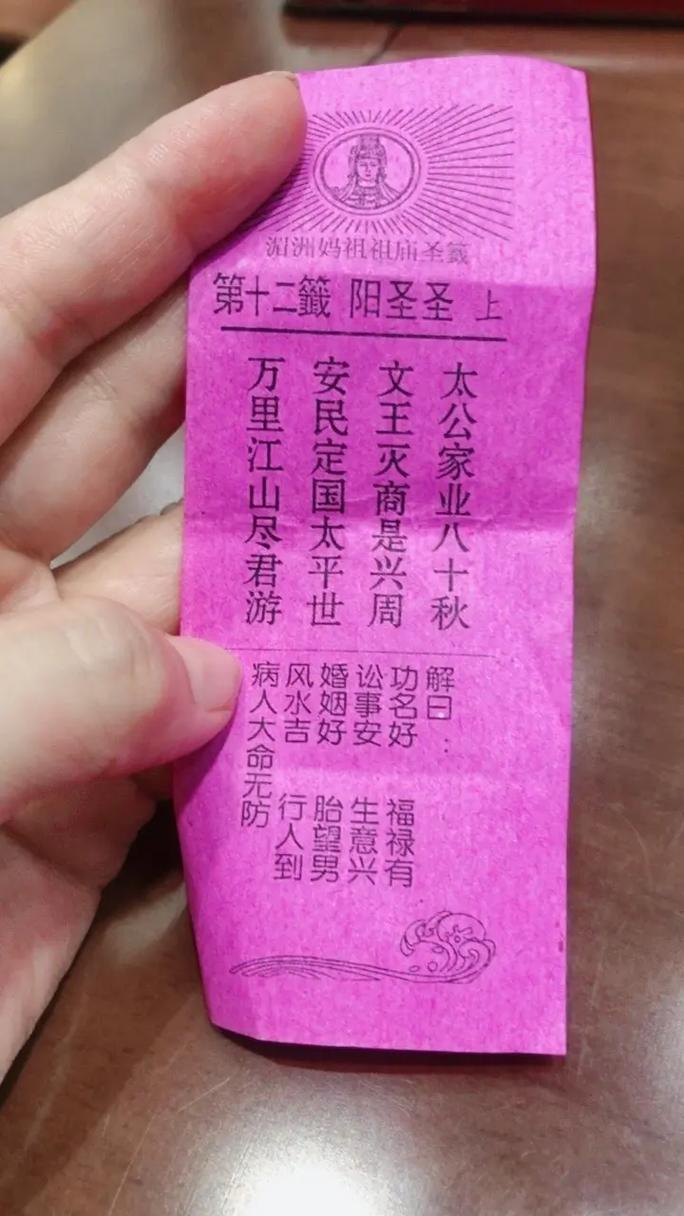 湄洲妈祖祖庙圣籖
第十二籖 阳圣圣 上
太公家业八十秋
文王灭商是兴周
安民定国太平世
万里江山尽君游
解曰：
功名好 福禄有
讼事安 生意兴
婚姻好 胎望男
风水吉 行人到
病人大命无防